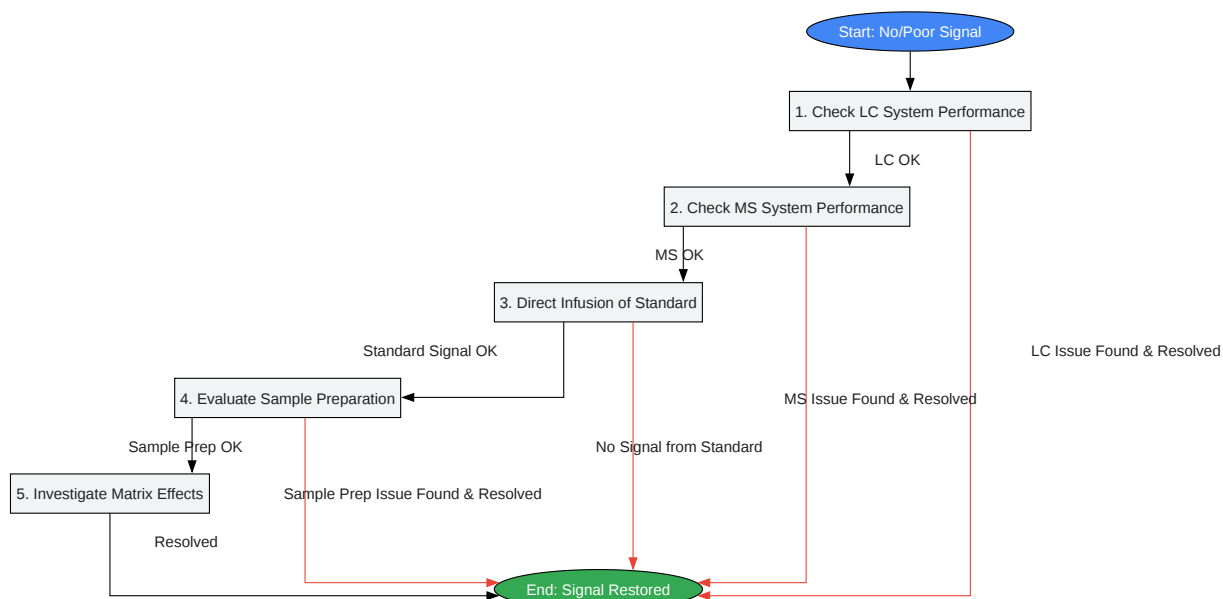 Start: No/Poor Signal
1. Check LC System Performance
LC OK
2. Check MS System Performance
MS OK
3. Direct Infusion of Standard
Standard Signal OK
LC Issue Found & Resolved
4. Evaluate Sample Preparation
MS Issue Found & Resolved
Sample Prep OK
No Signal from Standard
5. Investigate Matrix Effects
Sample Prep Issue Found & Resolved
Resolved
End: Signal Restored